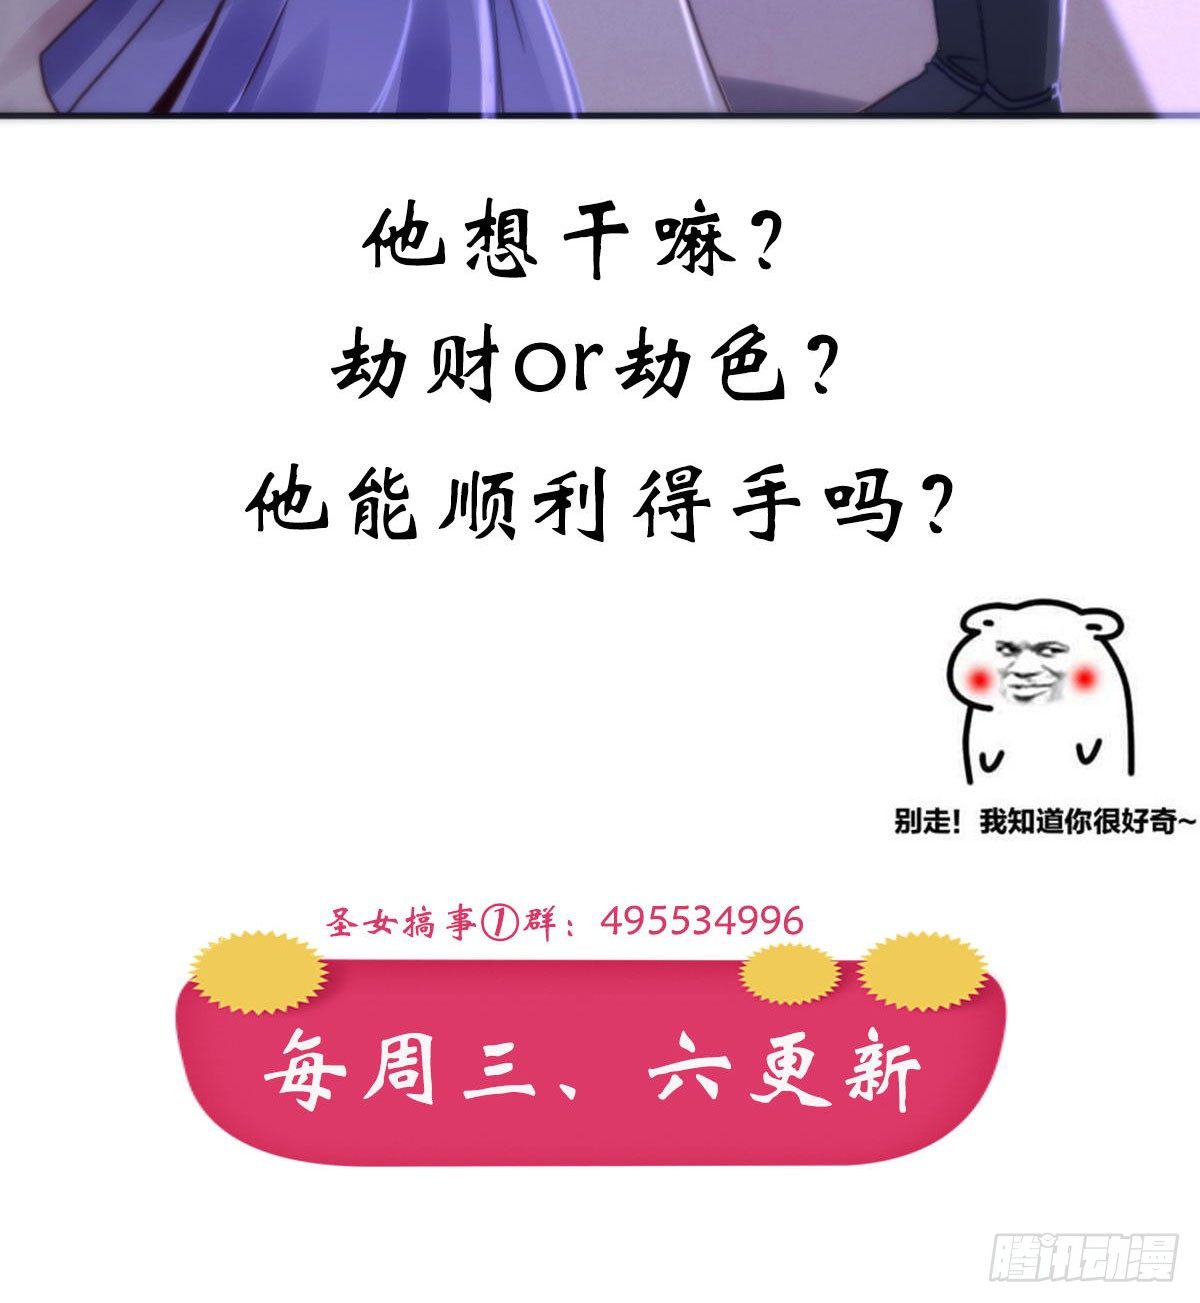 他想干嘛?
劫财or劫色?
他能顺利得手吗?
别走！我知道你很好奇~
圣女搞事①群：495534996
每周三、六更新
腾讯动漫